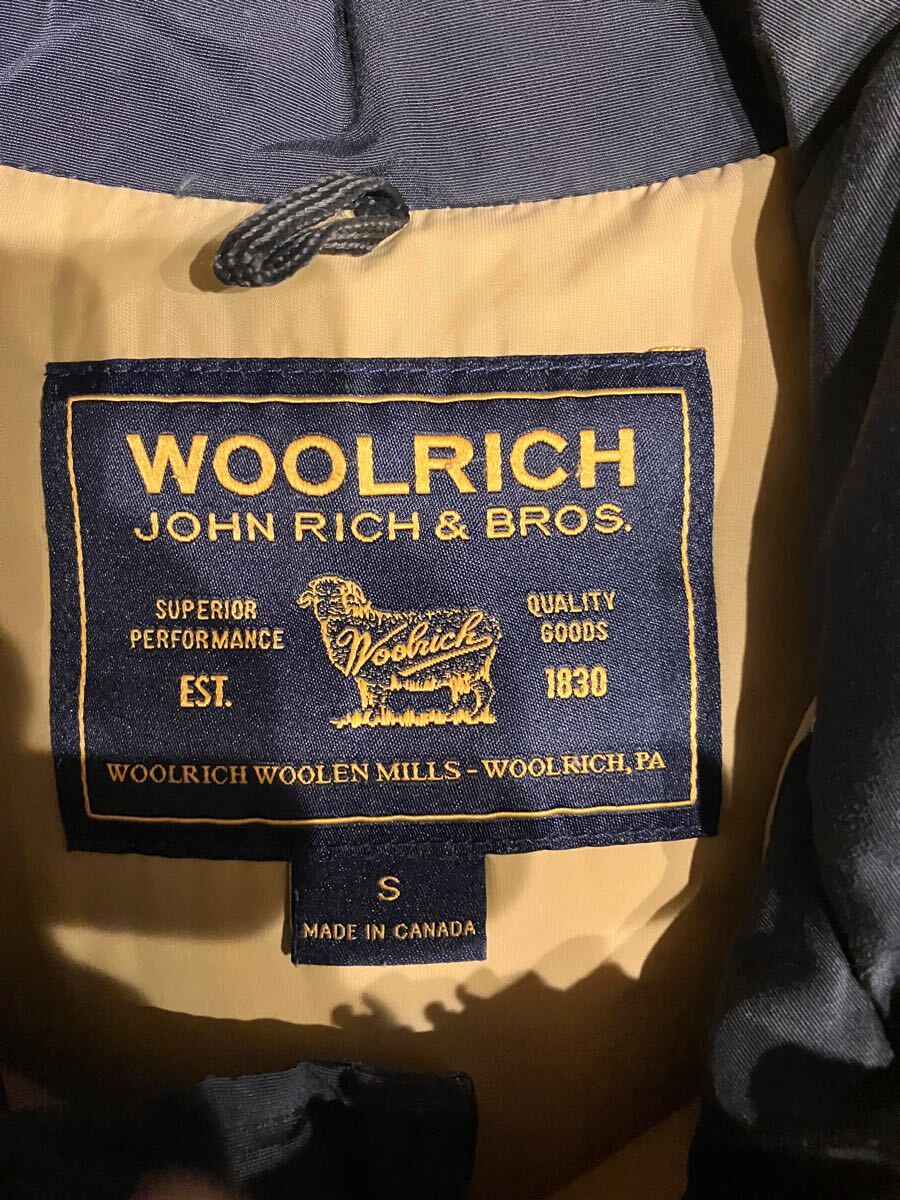 WOOLRICH
JOHN RICH & BROS.
SUPERIOR
PERFORMANCE
EST.
Woolrich
QUALITY
GOODS
1830
WOOLRICH WOOLEN MILLS - WOOLRICH, PA
S
MADE IN CANADA